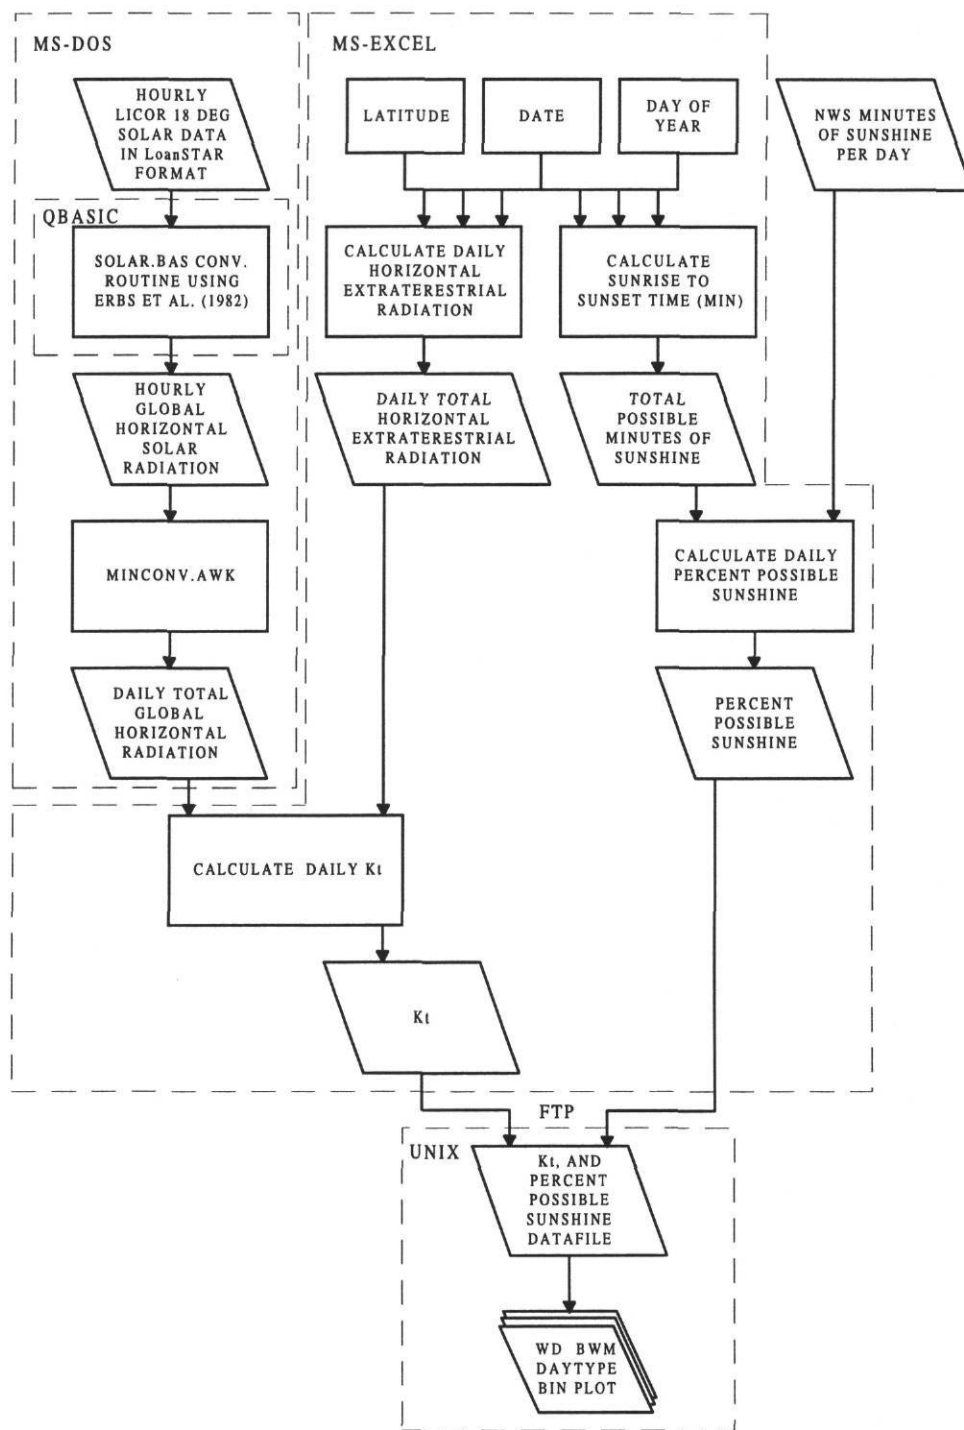 MS-DOS
HOURLY
LICOR 18 DEG
SOLAR DATA
IN LoanSTAR
FORMAT
QBASIC
SOLAR.BAS CONV.
ROUTINE USING
ERBS ET AL. (1982)
HOURLY
GLOBAL
HORIZONTAL
SOLAR
RADIATION
MINCONV.AWK
DAILY TOTAL
GLOBAL
HORIZONTAL
RADIATION
MS-EXCEL
LATITUDE
DATE
DAY OF
YEAR
CALCULATE DAILY
HORIZONTAL
EXTRATERESTRIAL
RADIATION
CALCULATE
SUNRISE TO
SUNSET TIME (MIN)
DAILY TOTAL
HORIZONTAL
EXTRATERESTRIAL
RADIATION
TOTAL
POSSIBLE
MINUTES OF
SUNSHINE
NWS MINUTES
OF SUNSHINE
PER DAY
CALCULATE DAILY
PERCENT POSSIBLE
SUNSHINE
PERCENT
POSSIBLE
SUNSHINE
CALCULATE DAILY Kt
Kt
FTP
UNIX
Kt, AND
PERCENT
POSSIBLE
SUNSHINE
DATAFILE
WD BWM
DAYTYPE
BIN PLOT